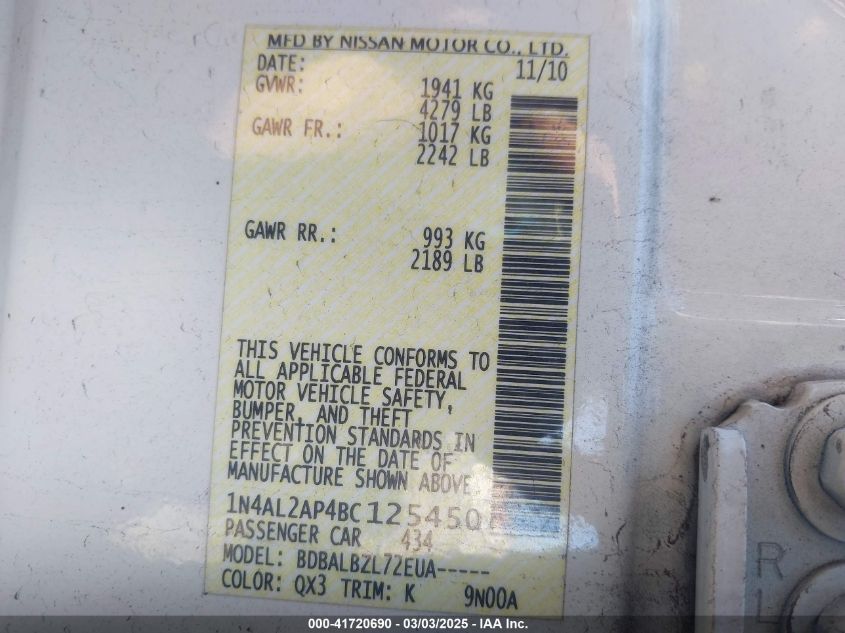 MFD BY NISSAN MOTOR CO., LTD.
DATE: 11/10
GVWR: 1941 KG
4279 LB
GAWR FR.: 1017 KG
2242 LB
GAWR RR.: 993 KG
2189 LB
THIS VEHICLE CONFORMS TO
ALL APPLICABLE FEDERAL
MOTOR VEHICLE SAFETY,
BUMPER, AND THEFT
PREVENTION STANDARDS IN
EFFECT ON THE DATE OF
MANUFACTURE SHOWN ABOVE
1N4AL2AP4BC125450
PASSENGER CAR 434
MODEL: BDBALBZL72EUA-----
COLOR: QX3 TRIM: K 9N00A
R
L
000-41720690 - 03/03/2025 - IAA Inc.